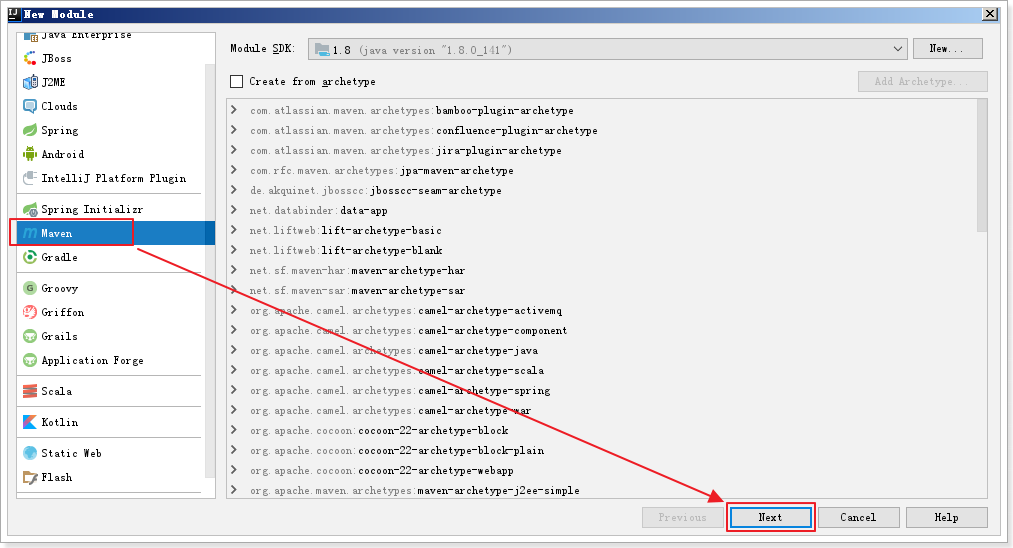 New Module
Java Enterprise
JBoss
J2ME
Clouds
Spring
Android
IntelliJ Platform Plugin
Spring Initializr
Maven
Gradle
Groovy
Griffon
Grails
Application Forge
Scala
Kotlin
Static Web
Flash
Module SDK: 1.8 (java version "1.8.0_141") New...
Create from archetype Add Archetype...
com.atlassian.maven.archetypes:bamboo-plugin-archetype
com.atlassian.maven.archetypes:confluence-plugin-archetype
com.atlassian.maven.archetypes:jira-plugin-archetype
com.rfc.maven.archetypes:jpa-maven-archetype
de.akquinet.jbosscc:jbosscc-seam-archetype
net.databinder:data-app
net.liftweb:lift-archetype-basic
net.liftweb:lift-archetype-blank
net.sf.maven-har:maven-archetype-har
net.sf.maven-sar:maven-archetype-sar
org.apache.camel.archetypes:camel-archetype-activemq
org.apache.camel.archetypes:camel-archetype-component
org.apache.camel.archetypes:camel-archetype-java
org.apache.camel.archetypes:camel-archetype-scala
org.apache.camel.archetypes:camel-archetype-spring
org.apache.camel.archetypes:camel-archetype-war
org.apache.cocoon:cocoon-22-archetype-block
org.apache.cocoon:cocoon-22-archetype-block-plain
org.apache.cocoon:cocoon-22-archetype-webapp
org.apache.maven.archetypes:maven-archetype-j2ee-simple
Previous Next Cancel Help